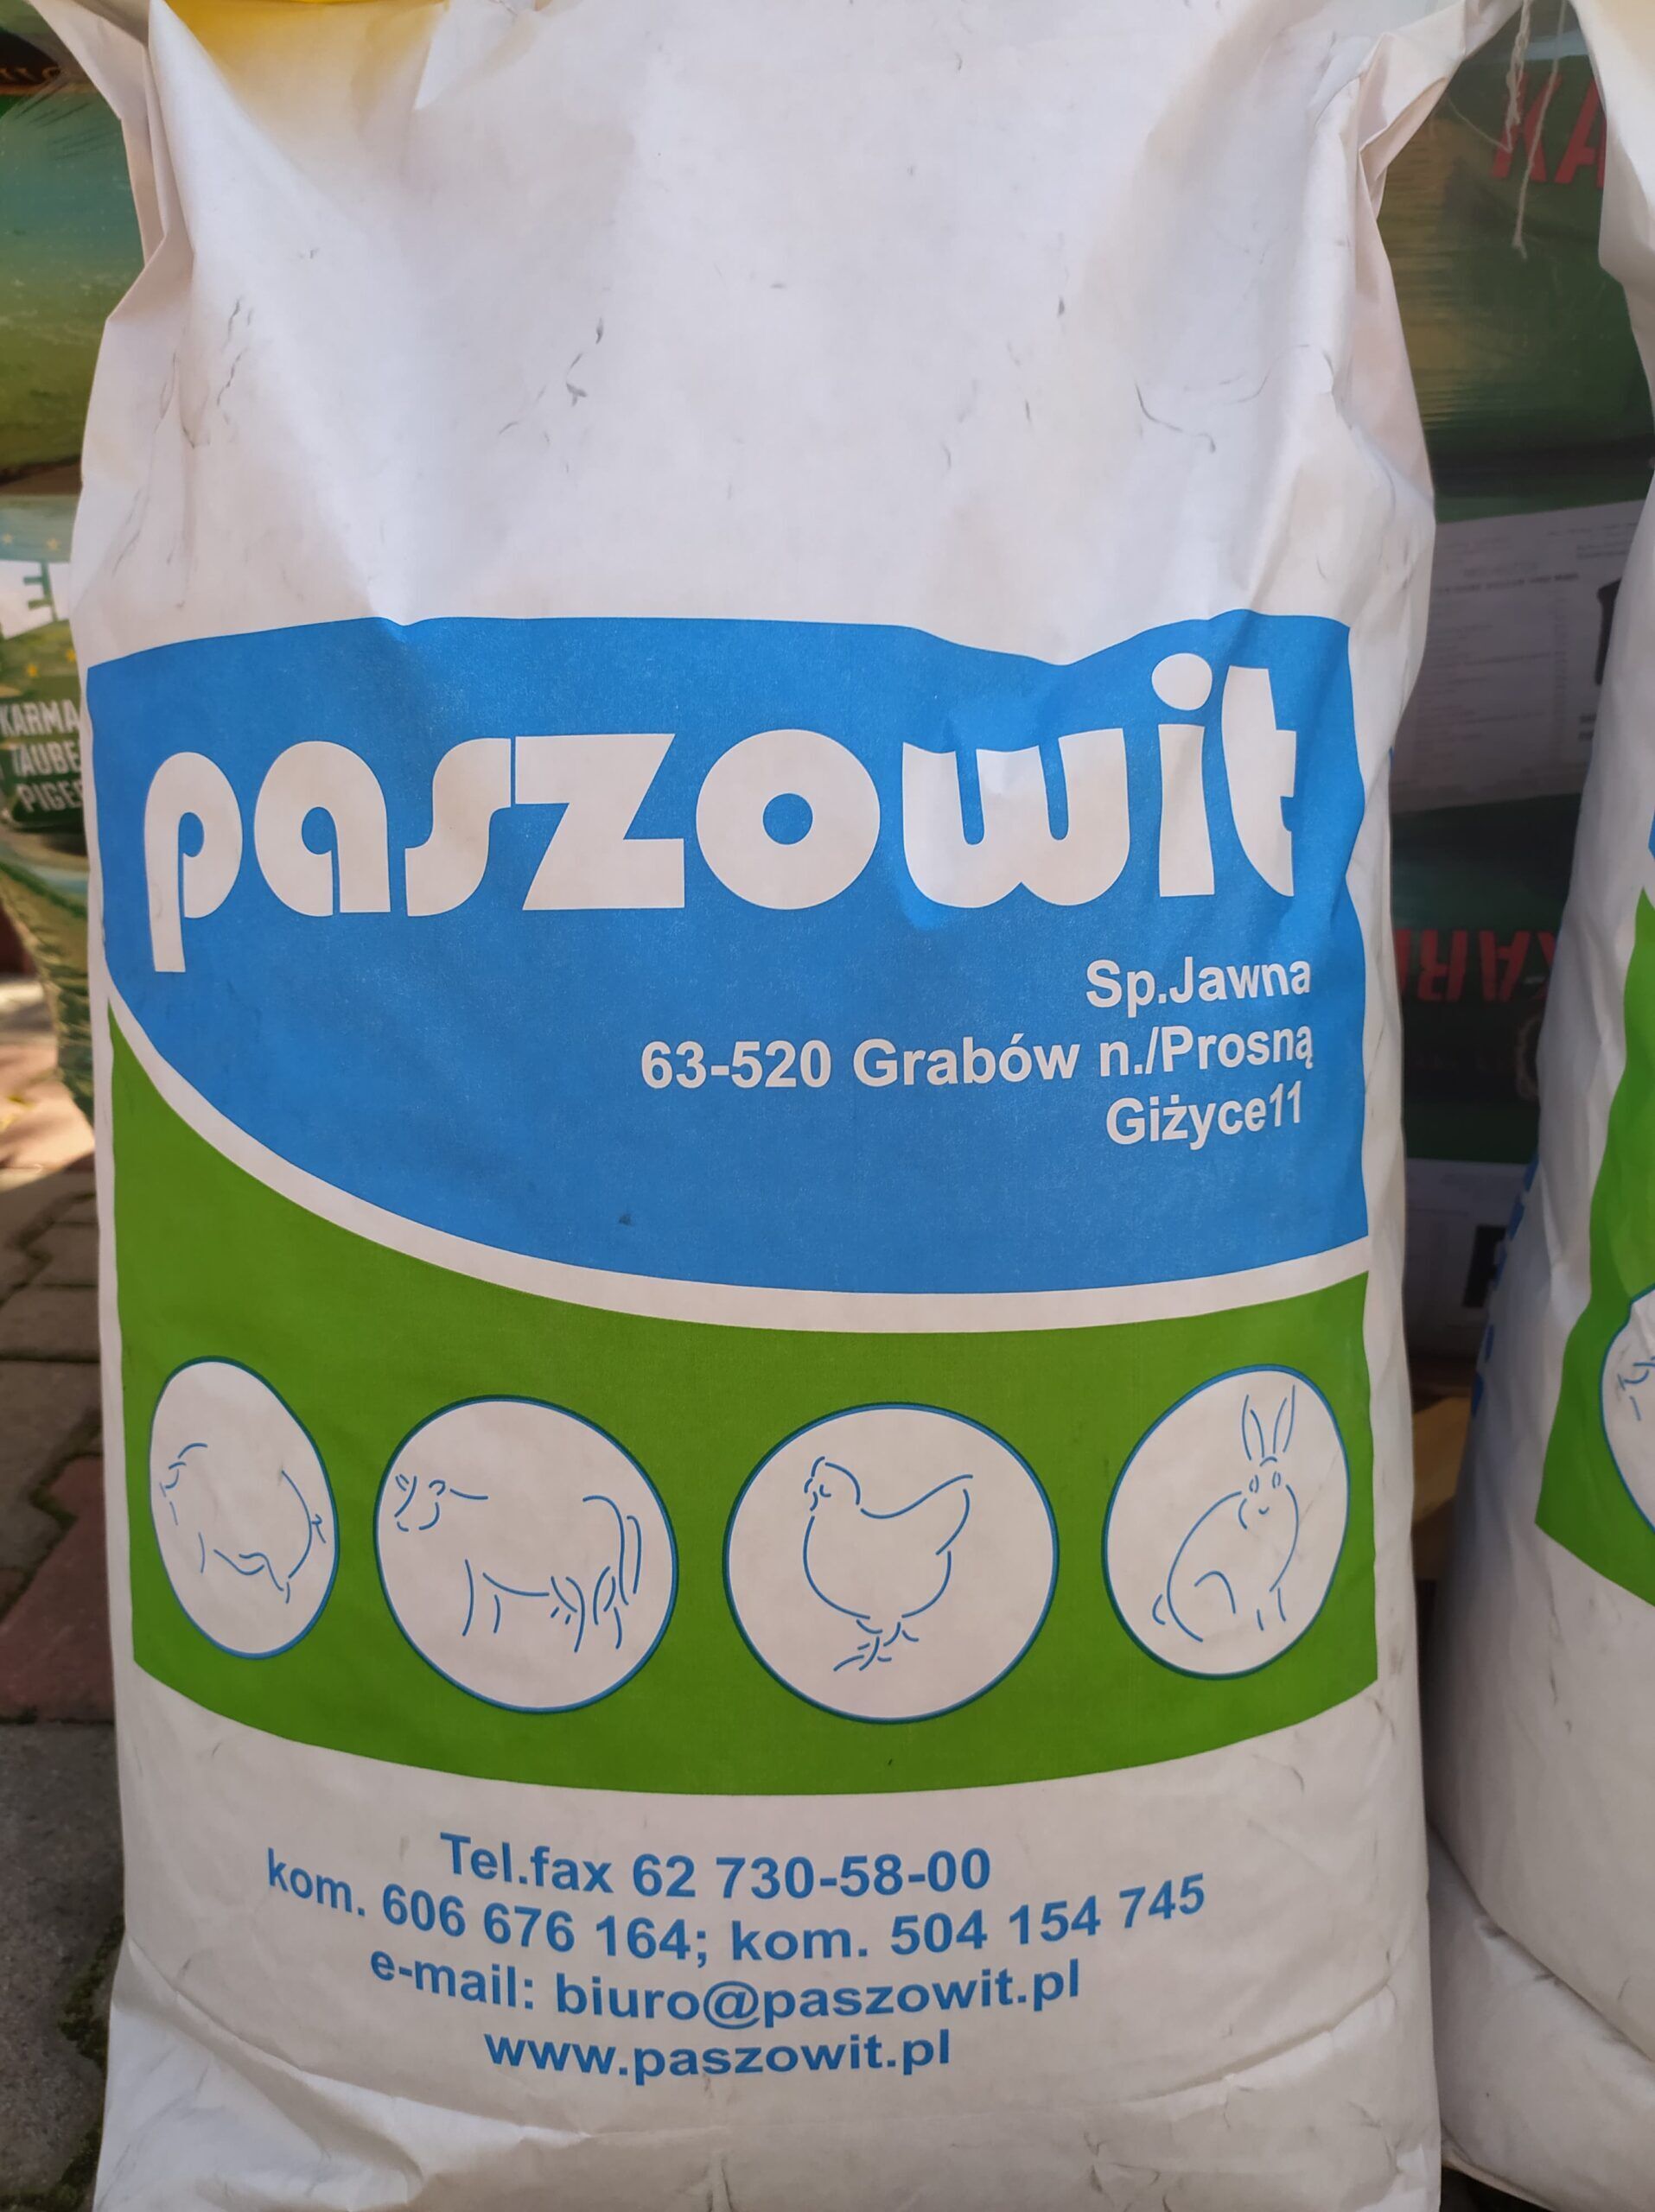 paszowit
Sp.Jawna
63-520 Grabów n./Prosną
Giżyce11
Tel.fax 62 730-58-00
kom. 606 676 164; kom. 504 154 745
e-mail: biuro@paszowit.pl
www.paszowit.pl
KARMA